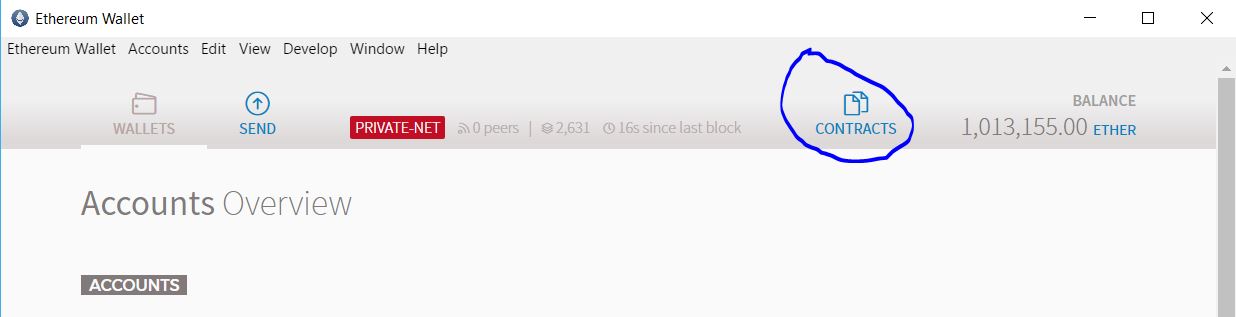 Ethereum Wallet
Ethereum Wallet Accounts Edit View Develop Window Help
WALLETS
SEND
PRIVATE-NET 0 peers | 2,631 16s since last block
CONTRACTS
BALANCE
1,013,155.00 ETHER
Accounts Overview
ACCOUNTS